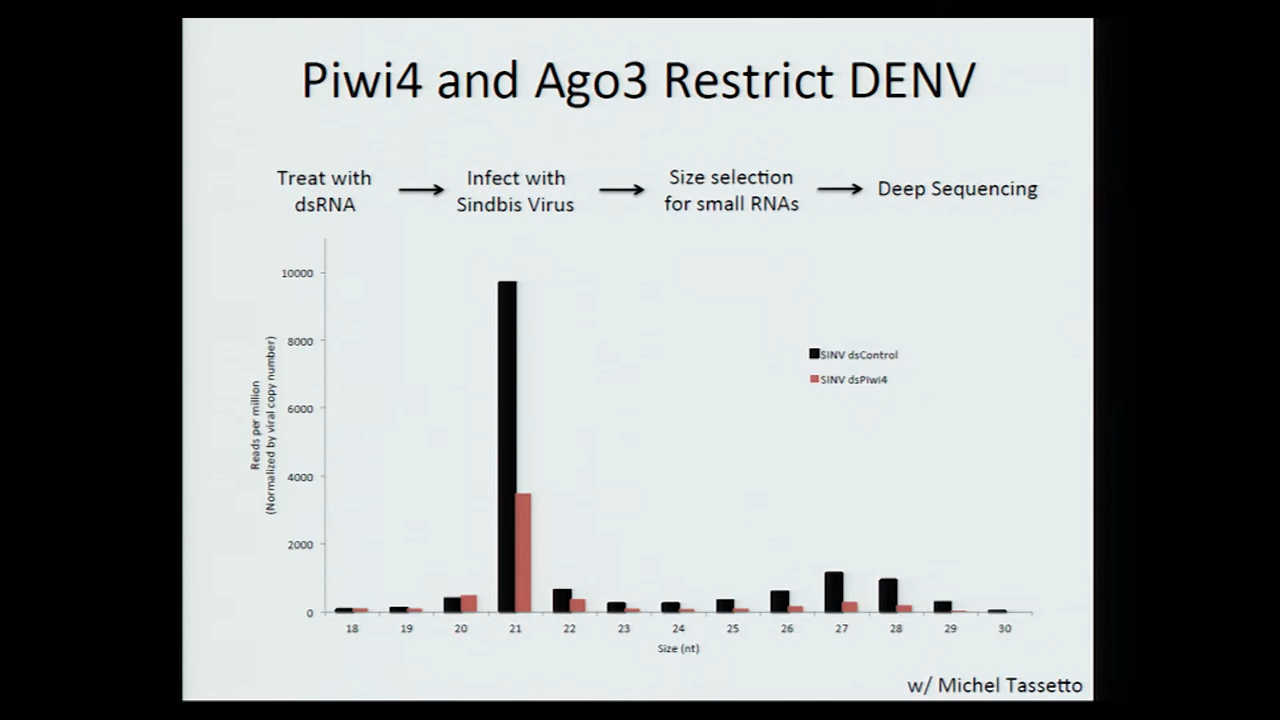 Piwi4 and Ago3 Restrict DENV
Treat with
dsRNA
Infect with
Sindbis Virus
Size selection
for small RNAs
Deep Sequencing
10000
8000
6000
4000
2000
0
Reads per million
(Normalized by viral copy number)
SINV dsControl
SINV dsPiwi4
18 19 20 21 22 23 24 25 26 27 28 29 30
Size (nt)
w/ Michel Tassetto